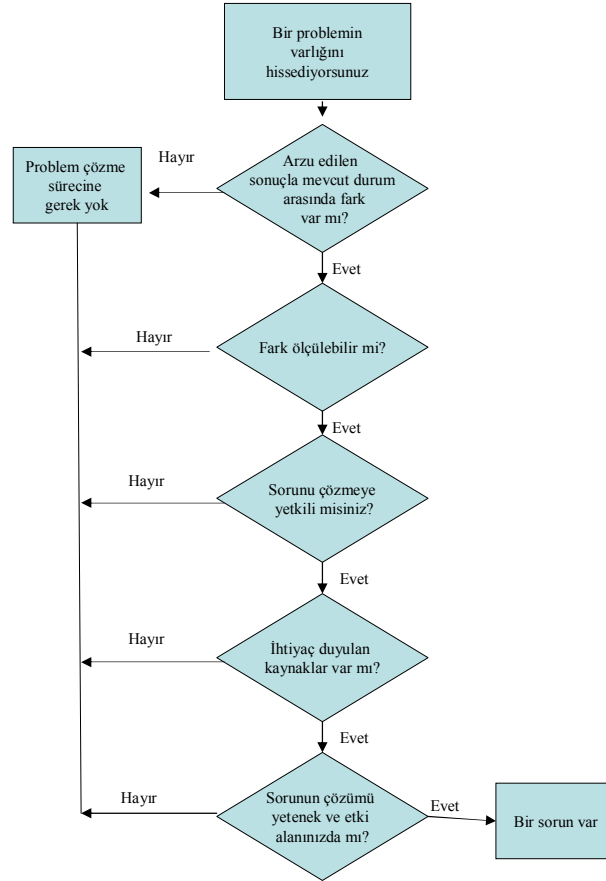 Bir problemin
varlığını
hissediyorsunuz
Hayır
Problem çözme
sürecine
gerek yok
Arzu edilen
sonuçla mevcut durum
arasında fark
var mı?
Evet
Hayır
Fark ölçülebilir mi?
Evet
Hayır
Sorunu çözmeye
yetkili misiniz?
Evet
Hayır
İhtiyaç duyulan
kaynaklar var mı?
Evet
Hayır
Sorunun çözümü
yetenek ve etki
alanınızda mı?
Evet
Bir sorun var